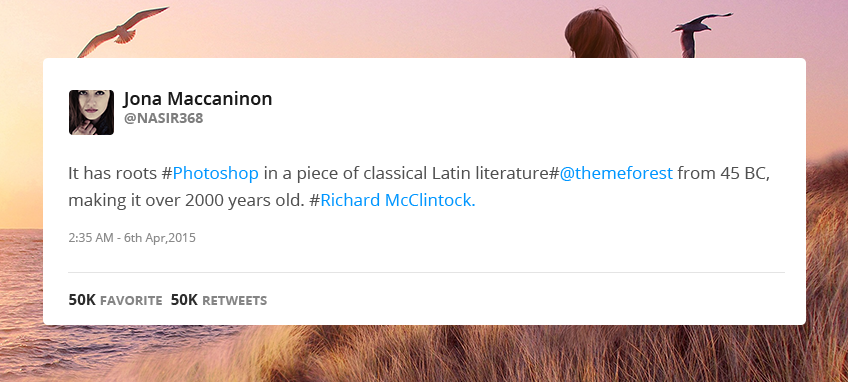 Jona Maccaninon
@NASIR368
It has roots #Photoshop in a piece of classical Latin literature#@themeforest from 45 BC,
making it over 2000 years old. #Richard McClintock.
2:35 AM - 6th Apr,2015
50K FAVORITE 50K RETWEETS